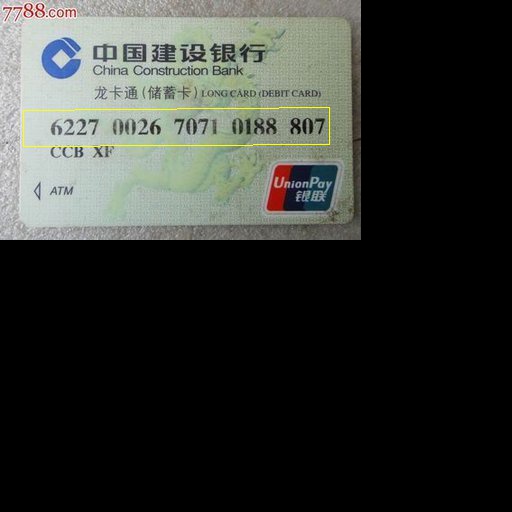 7788.com
中国建设银行
China Construction Bank
龙卡通(储蓄卡) LONG CARD (DEBIT CARD)
6227 0026 7071 0188 807
CCB XF
ATM
UnionPay
银联